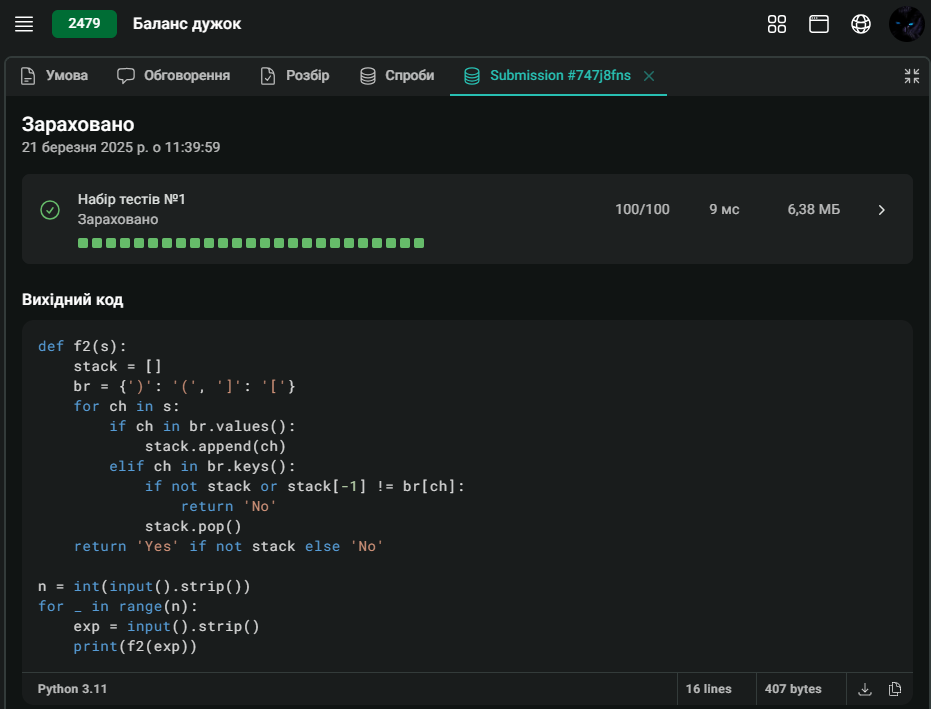 2479 Баланс дужок
Умова Обговорення Розбір Спроби Submission #747j8fns
Зараховано
21 березня 2025 р. о 11:39:59
Набір тестів №1
Зараховано
100/100 9 мс 6,38 МБ
Вихідний код
def f2(s):
    stack = []
    br = {')': '(', ']': '['}
    for ch in s:
        if ch in br.values():
            stack.append(ch)
        elif ch in br.keys():
            if not stack or stack[-1] != br[ch]:
                return 'No'
            stack.pop()
    return 'Yes' if not stack else 'No'

n = int(input().strip())
for _ in range(n):
    exp = input().strip()
    print(f2(exp))
Python 3.11 16 lines 407 bytes